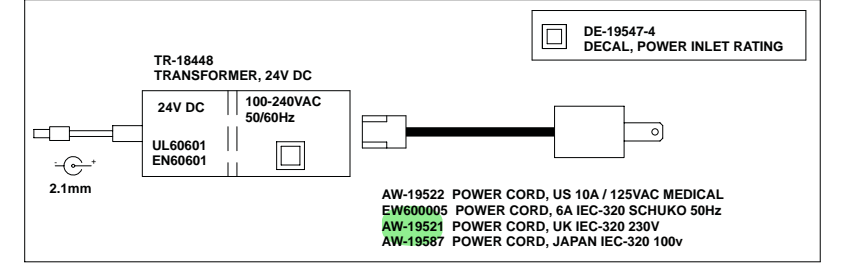 DE-19547-4
DECAL, POWER INLET RATING
TR-18448
TRANSFORMER, 24V DC
24V DC
100-240VAC
50/60Hz
UL60601
EN60601
- +
2.1mm
AW-19522 POWER CORD, US 10A / 125VAC MEDICAL
EW600005 POWER CORD, 6A IEC-320 SCHUKO 50Hz
AW-19521 POWER CORD, UK IEC-320 230V
AW-19587 POWER CORD, JAPAN IEC-320 100v